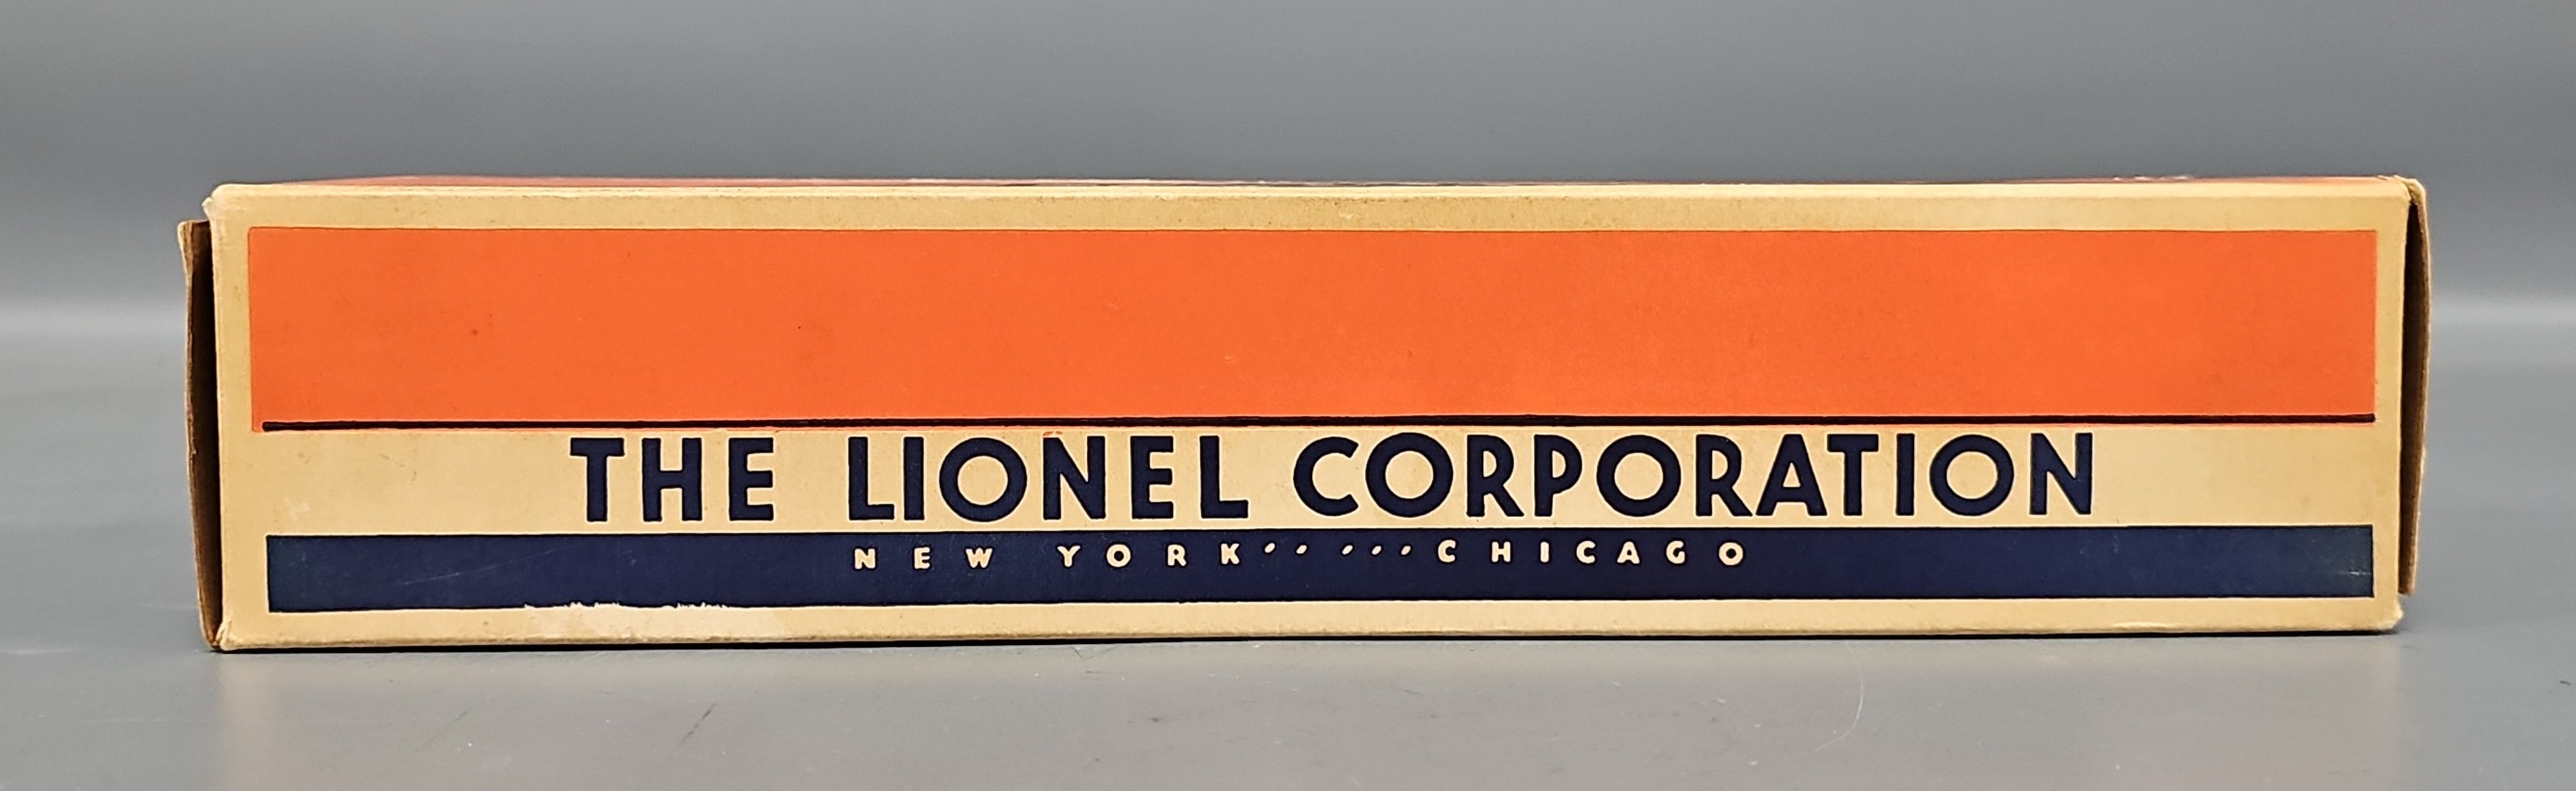 THE LIONEL CORPORATION
NEW YORK·· ···CHICAGO